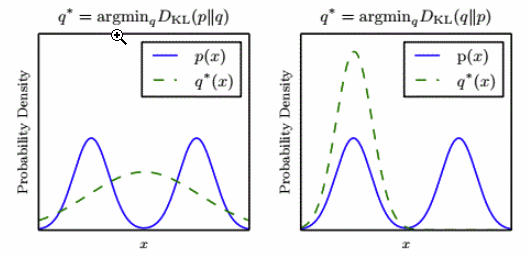 q* = argmin_q D_KL(p‖q)
p(x)
q*(x)
Probability Density
x
q* = argmin_q D_KL(q‖p)
p(x)
q*(x)
Probability Density
x